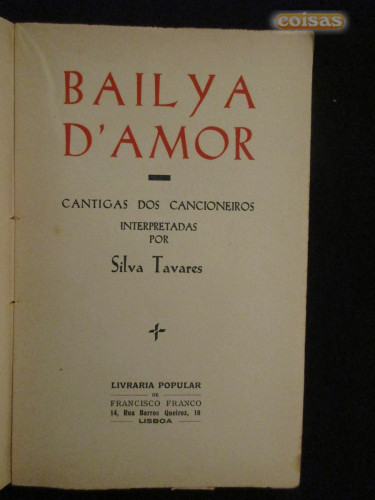 coisas
BAILYA
D'AMOR
CANTIGAS DOS CANCIONEIROS
INTERPRETADAS
POR
Silva Tavares
LIVRARIA POPULAR
DE
FRANCISCO FRANCO
14, Rua Barros Queiroz, 18
LISBOA